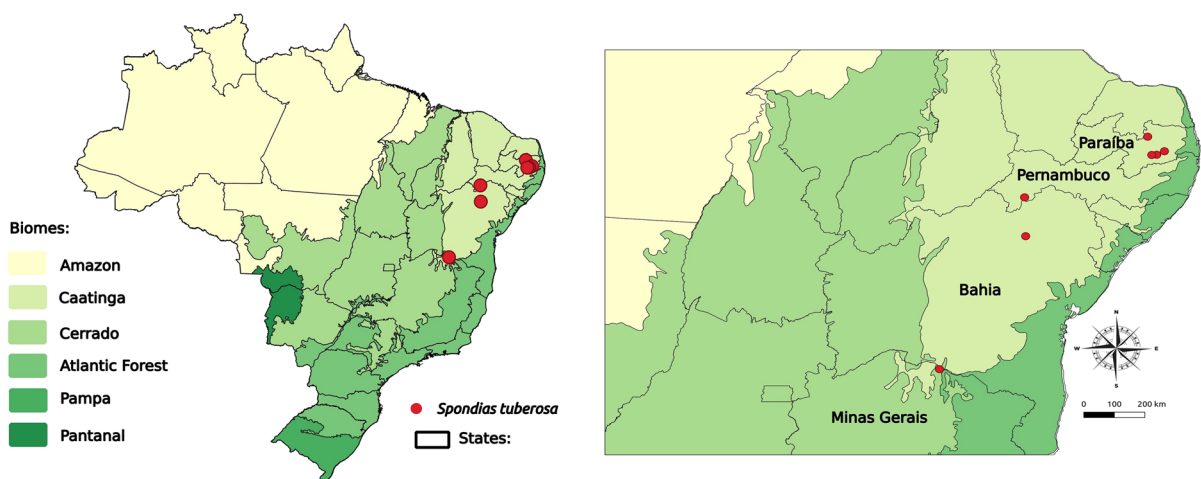 Biomes:
Amazon
Caatinga
Cerrado
Atlantic Forest
Pampa
Pantanal
Spondias tuberosa
States:
Paraíba
Pernambuco
Bahia
Minas Gerais
N
W
E
S
0 100 200 km